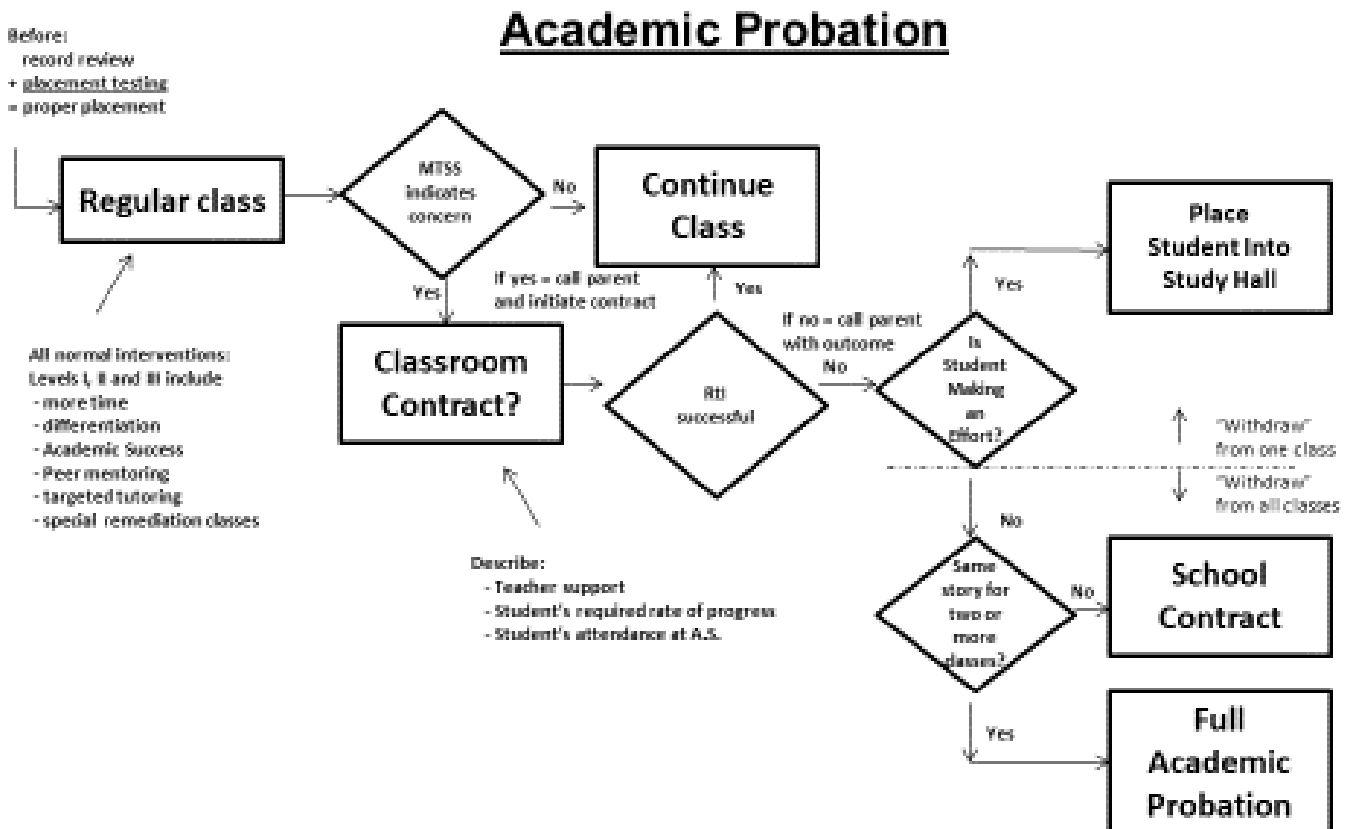 Academic Probation
Before:
record review
+ placement testing
= proper placement
Regular class
MTSS
indicates
concern
No
Continue
Class
Yes
If yes = call parent
and initiate contract
Classroom
Contract?
RtI
successful
Yes
If no = call parent
with outcome
No
Is
Student
Making
an
Effort?
Yes
Place
Student Into
Study Hall
"Withdraw"
from one class
"Withdraw"
from all classes
No
Same
story for
two or
more
classes?
No
School
Contract
Yes
Full
Academic
Probation
All normal interventions:
Levels I, II and III include
- more time
- differentiation
- Academic Success
- Peer mentoring
- targeted tutoring
- special remediation classes
Describe:
- Teacher support
- Student's required rate of progress
- Student's attendance at A.S.